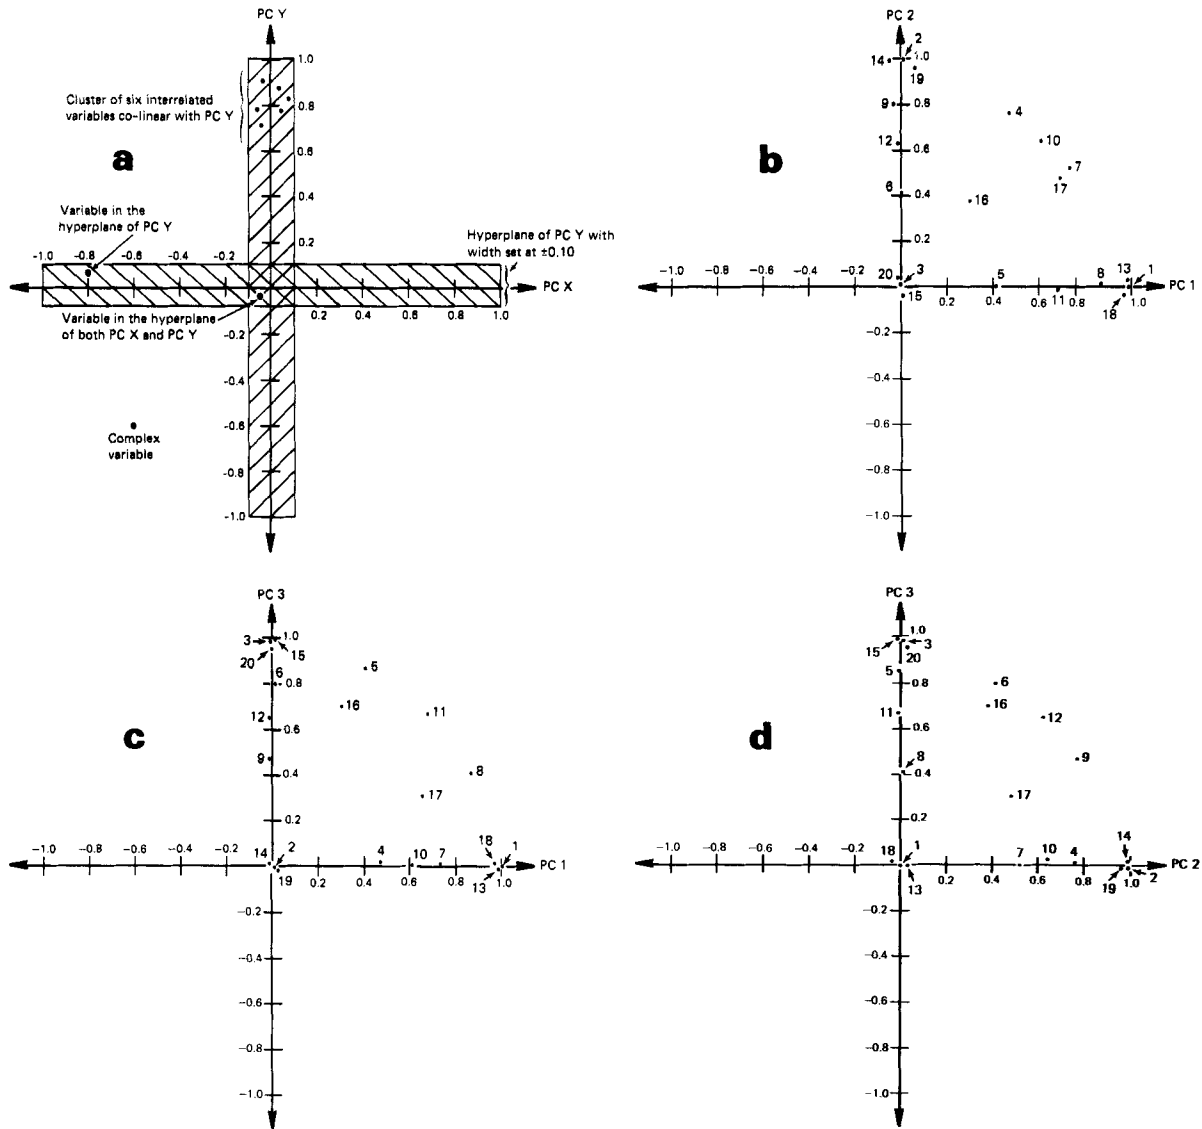 PC Y
1.0
Cluster of six interrelated
variables co-linear with PC Y
0.8
0.6
a
0.4
Variable in the
hyperplane of PC Y
0.2
-1.0 -0.8 -0.6 -0.4 -0.2
Hyperplane of PC Y with
width set at ±0.10
PC X
0.2 0.4 0.6 0.8 1.0
Variable in the hyperplane
of both PC X and PC Y
-0.2
-0.4
-0.6
Complex
variable
-0.8
-1.0
PC 2
2
14 1.0
19
9 0.8
4
12 10
0.6
b
7
17
6 0.4
16
0.2
-1.0 -0.8 -0.6 -0.4 -0.2
20 3 5 8 13 1
PC 1
15 0.2 0.4 0.6 11 0.8 18 1.0
-0.2
-0.4
-0.6
-0.8
-1.0
PC 3
3 1.0
15
20
6 5
0.8
16
12 11
0.6
c
9
8
0.4
17
0.2
-1.0 -0.8 -0.6 -0.4 -0.2
14 2 4 10 7 18 1
PC 1
19 0.2 0.4 0.6 0.8 13 1.0
-0.2
-0.4
-0.6
-0.8
-1.0
PC 3
1.0
15 3
20
5
0.8 6
16
11 12
0.6
d
8 9
0.4
17
0.2
-1.0 -0.8 -0.6 -0.4 -0.2
18 1 7 10 4 14
PC 2
13 0.2 0.4 0.6 0.8 19 1.0 2
-0.2
-0.4
-0.6
-0.8
-1.0